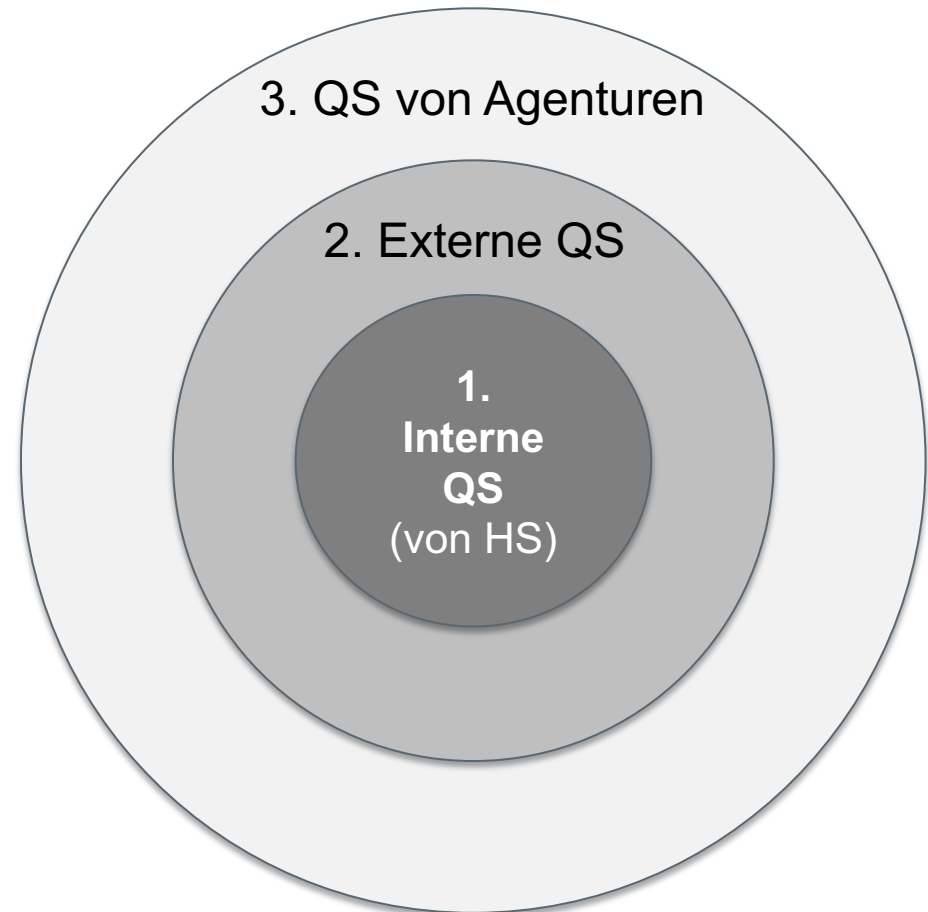 3. QS von Agenturen
2. Externe QS
1.
Interne
QS
(von HS)